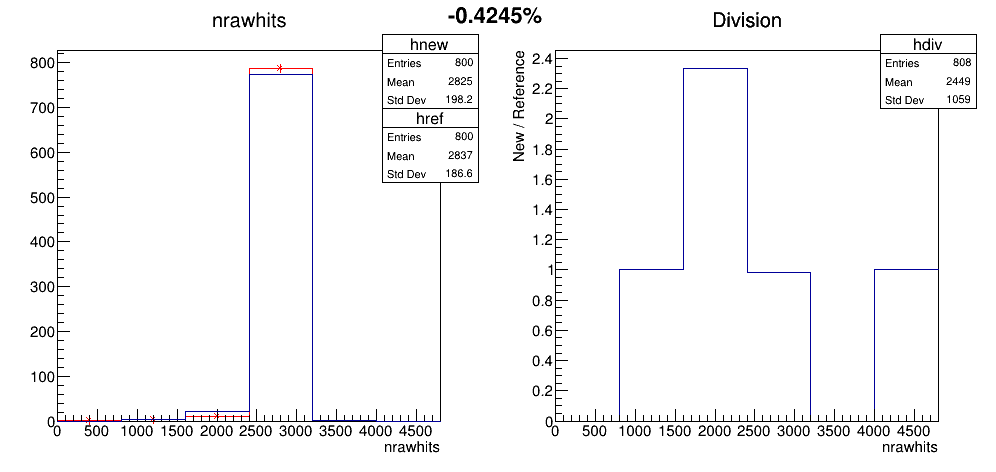 -0.4245%
nrawhits
hnew
Entries 800
Mean 2825
Std Dev 198.2
href
Entries 800
Mean 2837
Std Dev 186.6
800
700
600
500
400
300
200
100
0
0 500 1000 1500 2000 2500 3000 3500 4000 4500
nrawhits
Division
hdiv
Entries 808
Mean 2449
Std Dev 1059
New / Reference
2.4
2.2
2
1.8
1.6
1.4
1.2
1
0.8
0.6
0.4
0.2
0
0 500 1000 1500 2000 2500 3000 3500 4000 4500
nrawhits